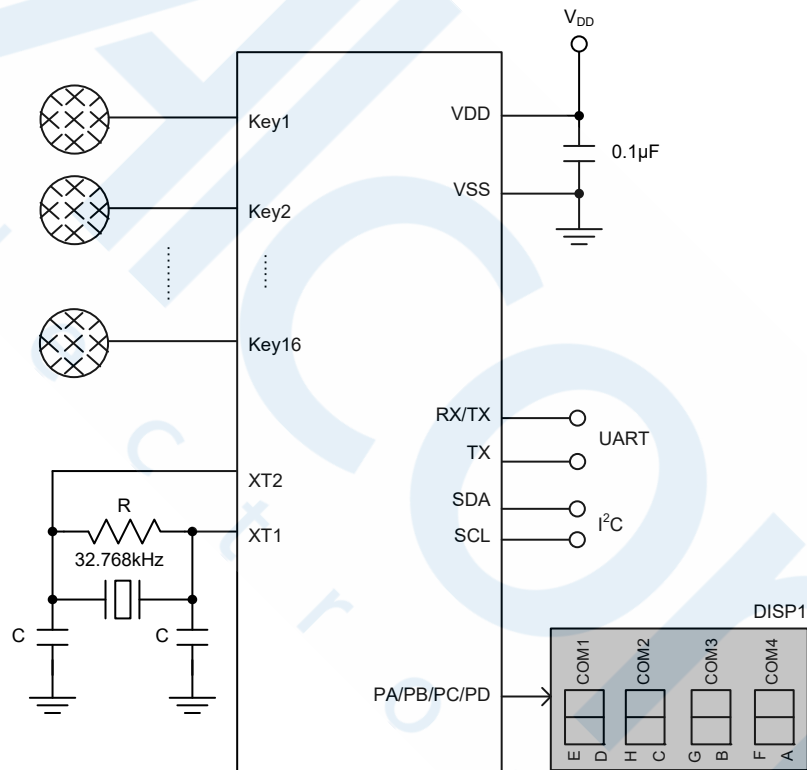 V_DD
Key1
VDD
0.1µF
VSS
Key2
Key16
RX/TX
UART
TX
XT2
SDA
I²C
R
XT1
SCL
32.768kHz
C
C
DISP1
COM1
COM2
COM3
COM4
PA/PB/PC/PD
E
D
H
C
G
B
F
A